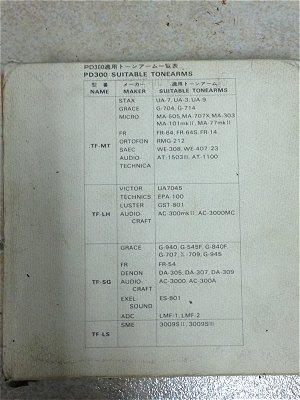 PD300適用トーンアーム一覧表
PD300 SUITABLE TONEARMS
型番 メーカー 適用トーンアーム
NAME MAKER SUITABLE TONEARMS
STAX UA-7, UA-3, UA-9
GRACE G-704, G-714
MICRO MA-505, MA-707X, MA-303
MA-101mkII, MA-77mkII
FR FR-64, FR-64S, FR-14
TF-MT ORTOFON RMG-212
SAEC WE-308, WE-407/23
AUDIO AT-1503III, AT-1100
TECHNICA
VICTOR UA7045
TECHNICS EPA-100
TF-LH LUSTER GST-801
AUDIO AC-300mkII, AC-3000MC
CRAFT
GRACE G-940, G-545F, G-840F,
G-707, G-709, G-945
FR FR-54
DENON DA-305, DA-307, DA-309
TF-SG AUDIO AC-3000, AC-300A
CRAFT
EXEL- ES-801
SOUND
ADC LMF-1, LMF-2
TF-LS SME 3009SII, 3009SIII